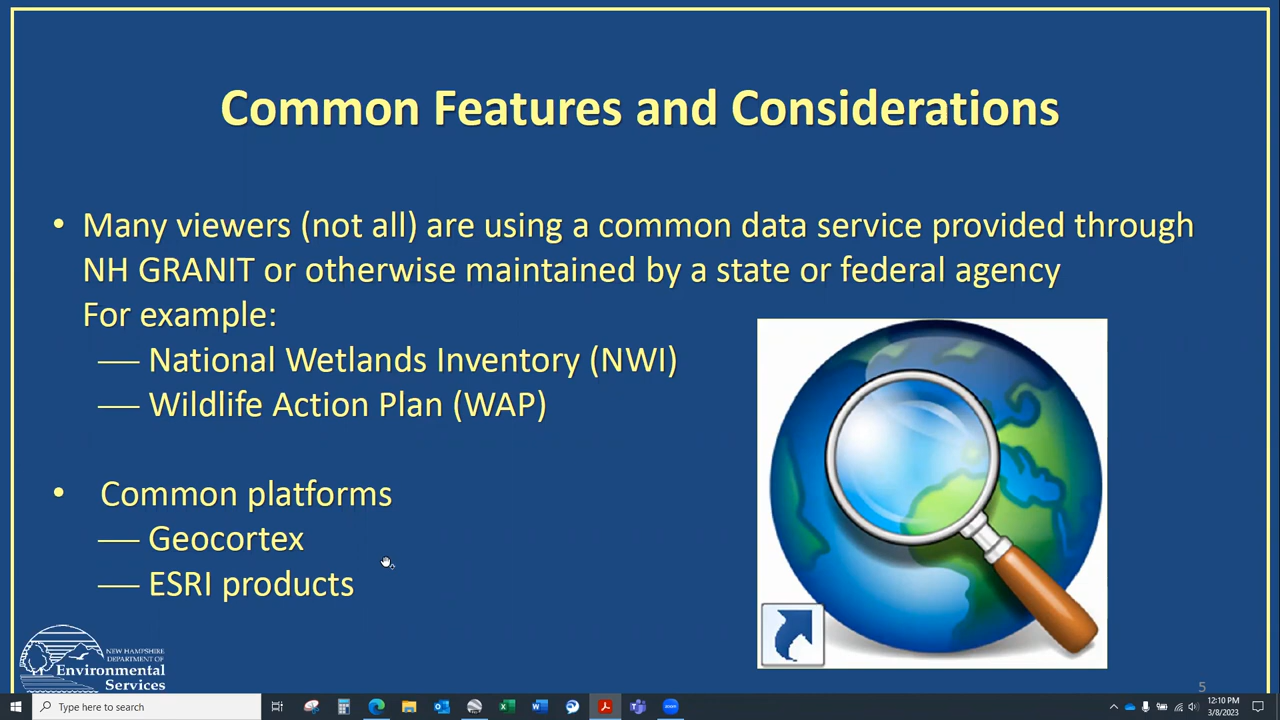 Common Features and Considerations
• Many viewers (not all) are using a common data service provided through
NH GRANIT or otherwise maintained by a state or federal agency
For example:
— National Wetlands Inventory (NWI)
— Wildlife Action Plan (WAP)
• Common platforms
— Geocortex
— ESRI products
NEW HAMPSHIRE
DEPARTMENT OF
Environmental
Services
5
Type here to search
12:10 PM
3/8/2023